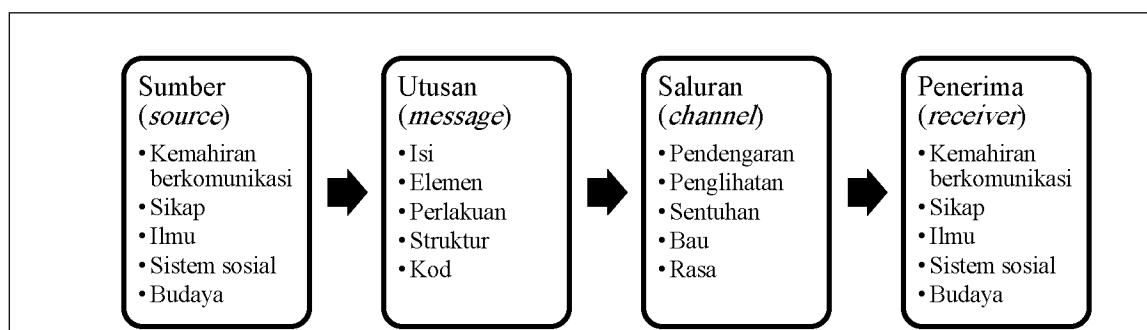 Sumber
(source)
• Kemahiran
berkomunikasi
• Sikap
• Ilmu
• Sistem sosial
• Budaya
Utusan
(message)
• Isi
• Elemen
• Perlakuan
• Struktur
• Kod
Saluran
(channel)
• Pendengaran
• Penglihatan
• Sentuhan
• Bau
• Rasa
Penerima
(receiver)
• Kemahiran
berkomunikasi
• Sikap
• Ilmu
• Sistem sosial
• Budaya